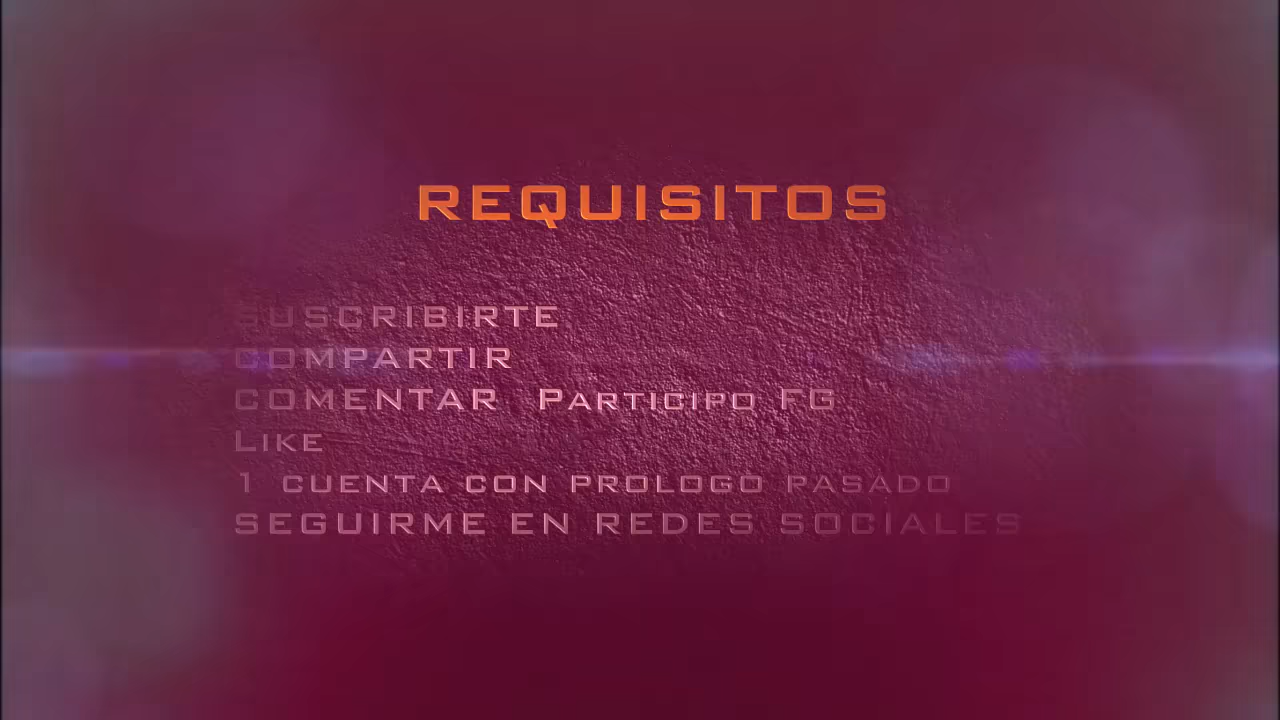 REQUISITOS
SUSCRIBIRTE
COMPARTIR
COMENTAR Participo FG
Like
1 CUENTA CON PROLOGO PASADO
SEGUIRME EN REDES SOCIALES